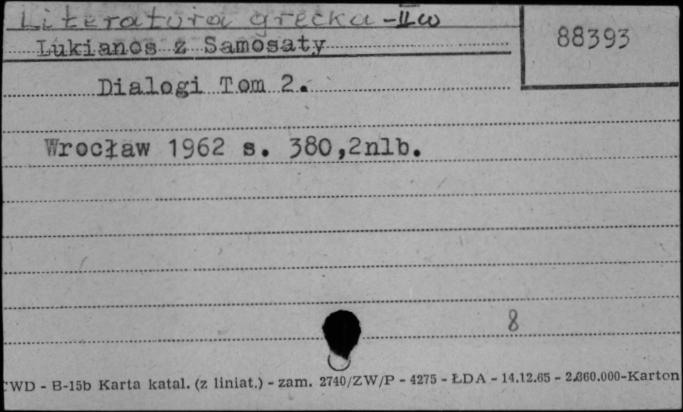 Literatura grecka - II w
88393
Lukianos z Samosaty
Dialogi Tom 2.
Wrocław 1962 s. 380,2nlb.
8
CWD - B-15b Karta katal. (z liniat.) - zam. 2740/ZW/P - 4275 - ŁDA - 14.12.65 - 2.860.000-Karton